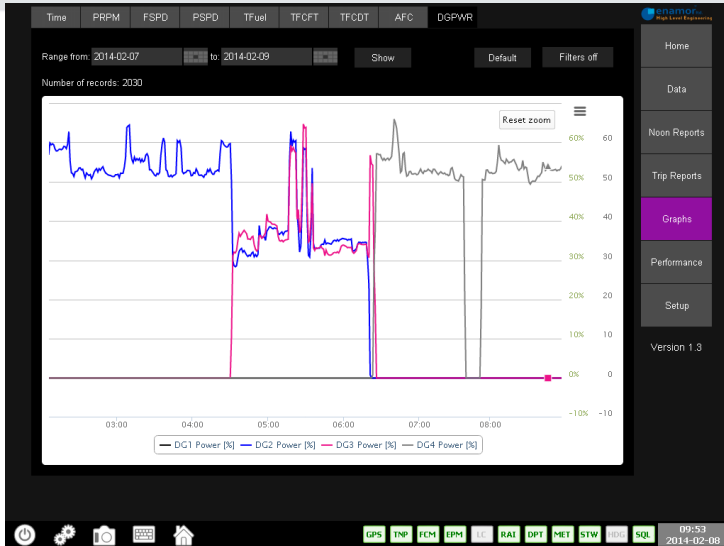 Time PRPM FSPD PSPD TFuel TFCFT TFCDT AFC DGPWR
enamor
High Level Engineering
Range from: 2014-02-07 to: 2014-02-09 Show Default Filters off
Number of records: 2030
Reset zoom
60% 60
50% 50
40% 40
30% 30
20% 20
10% 10
0% 0
-10% -10
03:00 04:00 05:00 06:00 07:00 08:00
DG1 Power [%] DG2 Power [%] DG3 Power [%] DG4 Power [%]
Home
Data
Noon Reports
Trip Reports
Graphs
Performance
Setup
Version 1.3
GPS TNP FCM EPM LC RAI DPT MET STW HDG SQL
09:53
2014-02-08